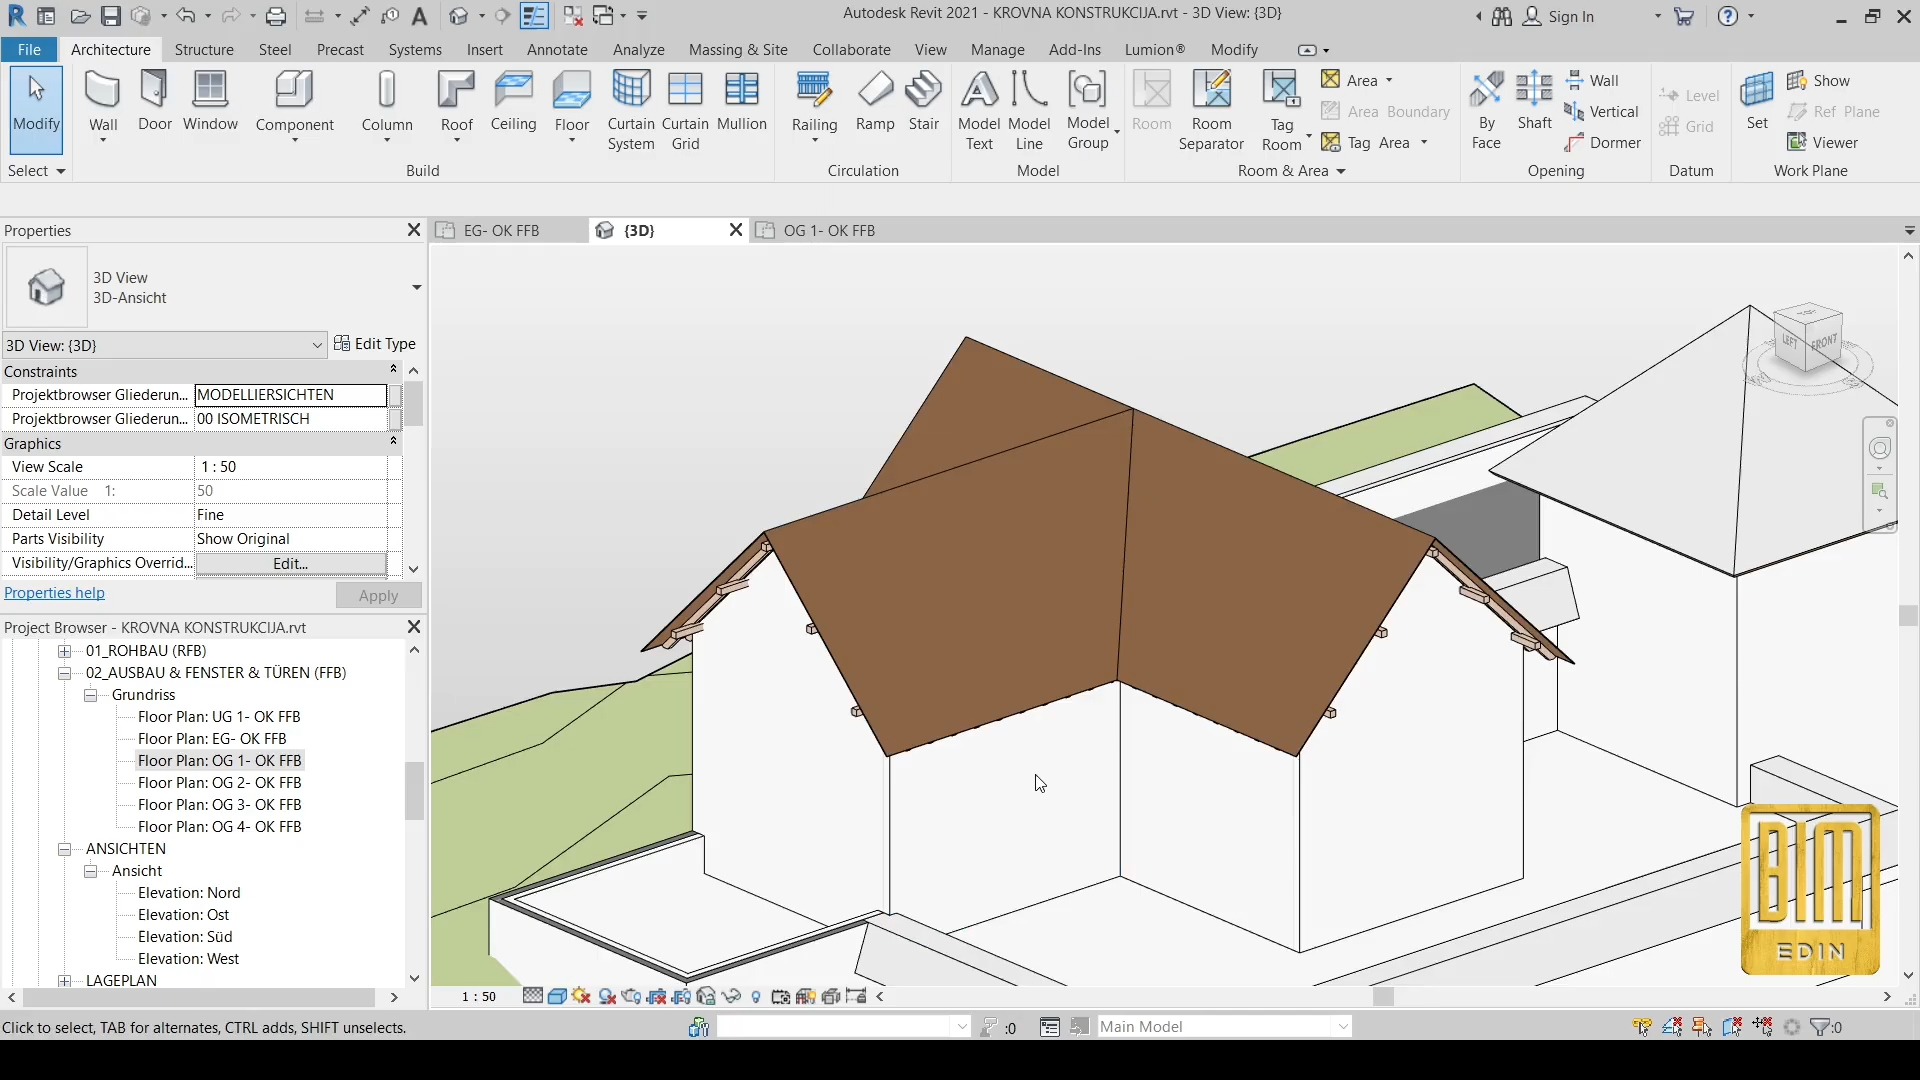 Autodesk Revit 2021 - KROVNA KONSTRUKCIJA.rvt - 3D View: {3D}
Sign In
File Architecture Structure Steel Precast Systems Insert Annotate Analyze Massing & Site Collaborate View Manage Add-Ins Lumion® Modify
Modify
Wall
Door
Window
Component
Column
Roof
Ceiling
Floor
Curtain System
Curtain Grid
Mullion
Railing
Ramp
Stair
Model Text
Model Line
Model Group
Room
Room Separator
Tag Room
Area
Area Boundary
Tag Area
By Face
Shaft
Wall
Vertical
Dormer
Level
Grid
Set
Show
Ref Plane
Viewer
Select Build Circulation Model Room & Area Opening Datum Work Plane
Properties
EG- OK FFB
{3D}
OG 1- OK FFB
3D View
3D-Ansicht
3D View: {3D}
Edit Type
Constraints
Projektbrowser Gliederun... MODELLIERSICHTEN
Projektbrowser Gliederun... 00 ISOMETRISCH
Graphics
View Scale 1 : 50
Scale Value 1: 50
Detail Level Fine
Parts Visibility Show Original
Visibility/Graphics Overrid... Edit...
Properties help
Apply
Project Browser - KROVNA KONSTRUKCIJA.rvt
01_ROHBAU (RFB)
02_AUSBAU & FENSTER & TÜREN (FFB)
Grundriss
Floor Plan: UG 1- OK FFB
Floor Plan: EG- OK FFB
Floor Plan: OG 1- OK FFB
Floor Plan: OG 2- OK FFB
Floor Plan: OG 3- OK FFB
Floor Plan: OG 4- OK FFB
ANSICHTEN
Ansicht
Elevation: Nord
Elevation: Ost
Elevation: Süd
Elevation: West
LAGEPLAN
TOP
LEFT
FRONT
BIM
EDIN
1 : 50
Click to select, TAB for alternates, CTRL adds, SHIFT unselects.
:0
Main Model
:0